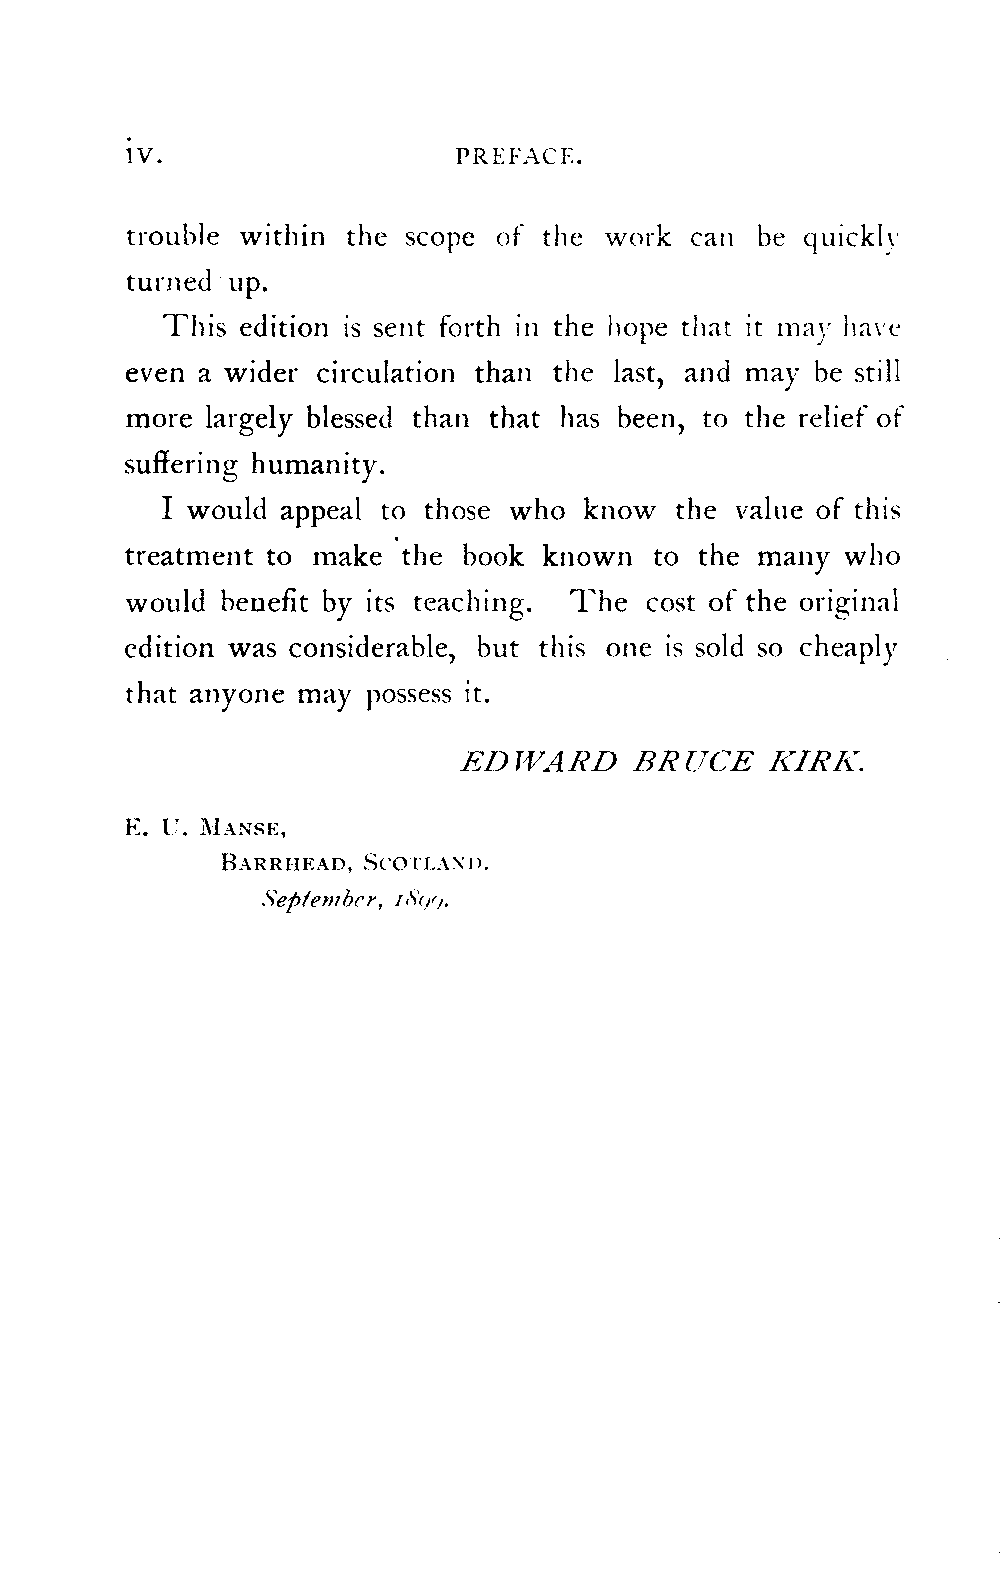 iv. PREFACE.
trouble within the scope of the work can be quickly
turned up.
This edition is sent forth in the hope that it may have
even a wider circulation than the last, and may be still
more largely blessed than that has been, to the relief of
suffering humanity.
I would appeal to those who know the value of this
treatment to make the book known to the many who
would benefit by its teaching. The cost of the original
edition was considerable, but this one is sold so cheaply
that anyone may possess it.
EDWARD BRUCE KIRK.
E. U. MANSE,
BARRHEAD, SCOTLAND.
September, 1899.